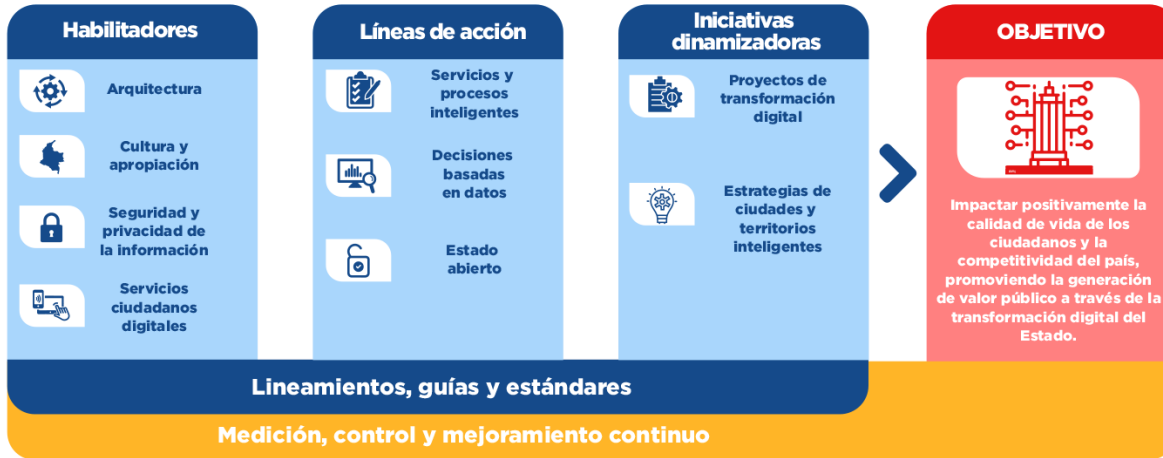 Habilitadores
Arquitectura
Cultura y
apropiación
Seguridad y
privacidad de
la información
Servicios
ciudadanos
digitales
Líneas de acción
Servicios y
procesos
inteligentes
Decisiones
basadas
en datos
Estado
abierto
Iniciativas
dinamizadoras
Proyectos de
transformación
digital
Estrategias de
ciudades y
territorios
inteligentes
OBJETIVO
Impactar positivamente la
calidad de vida de los
ciudadanos y la
competitividad del país,
promoviendo la generación
de valor público a través de la
transformación digital del
Estado.
Lineamientos, guías y estándares
Medición, control y mejoramiento continuo